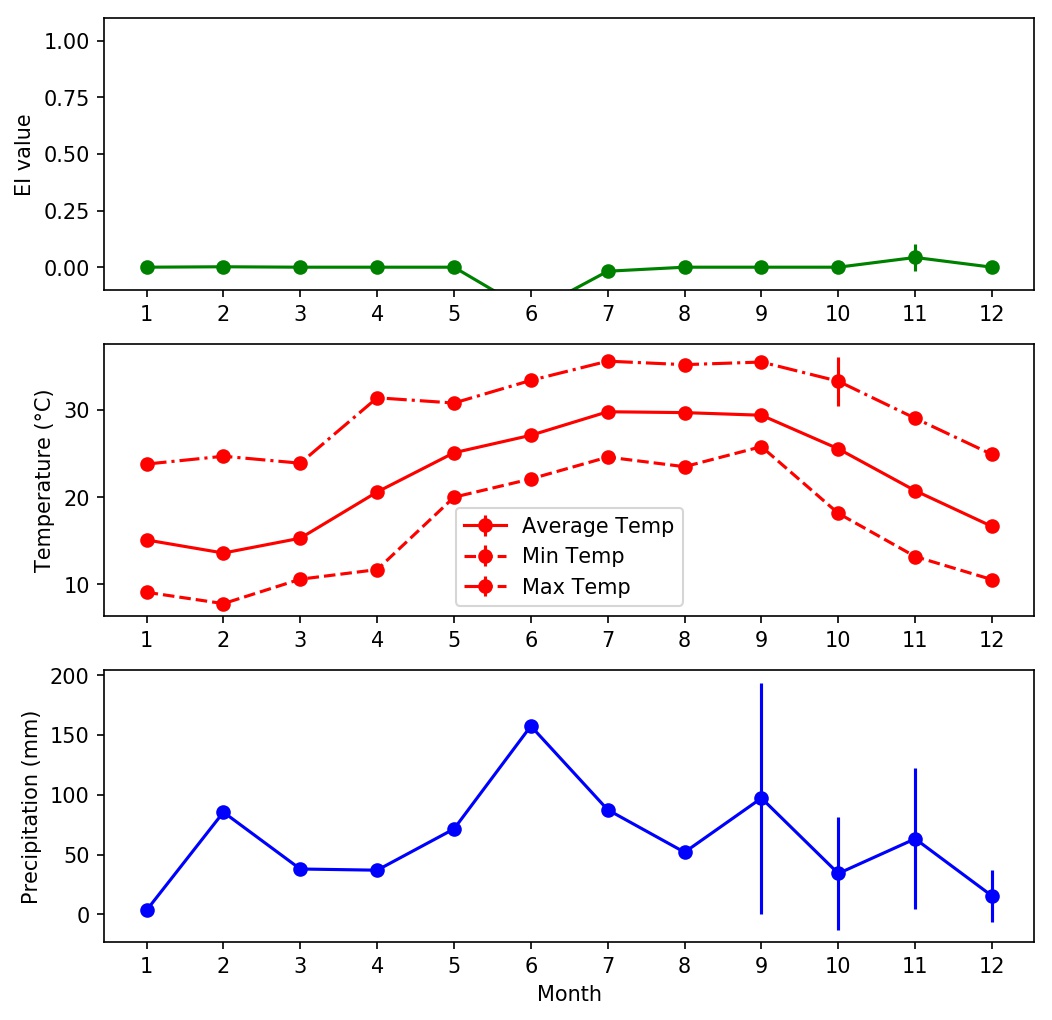 1.00
0.75
0.50
0.25
0.00
EI value
1 2 3 4 5 6 7 8 9 10 11 12
30
20
10
Temperature (°C)
Average Temp
Min Temp
Max Temp
1 2 3 4 5 6 7 8 9 10 11 12
200
150
100
50
0
Precipitation (mm)
1 2 3 4 5 6 7 8 9 10 11 12
Month